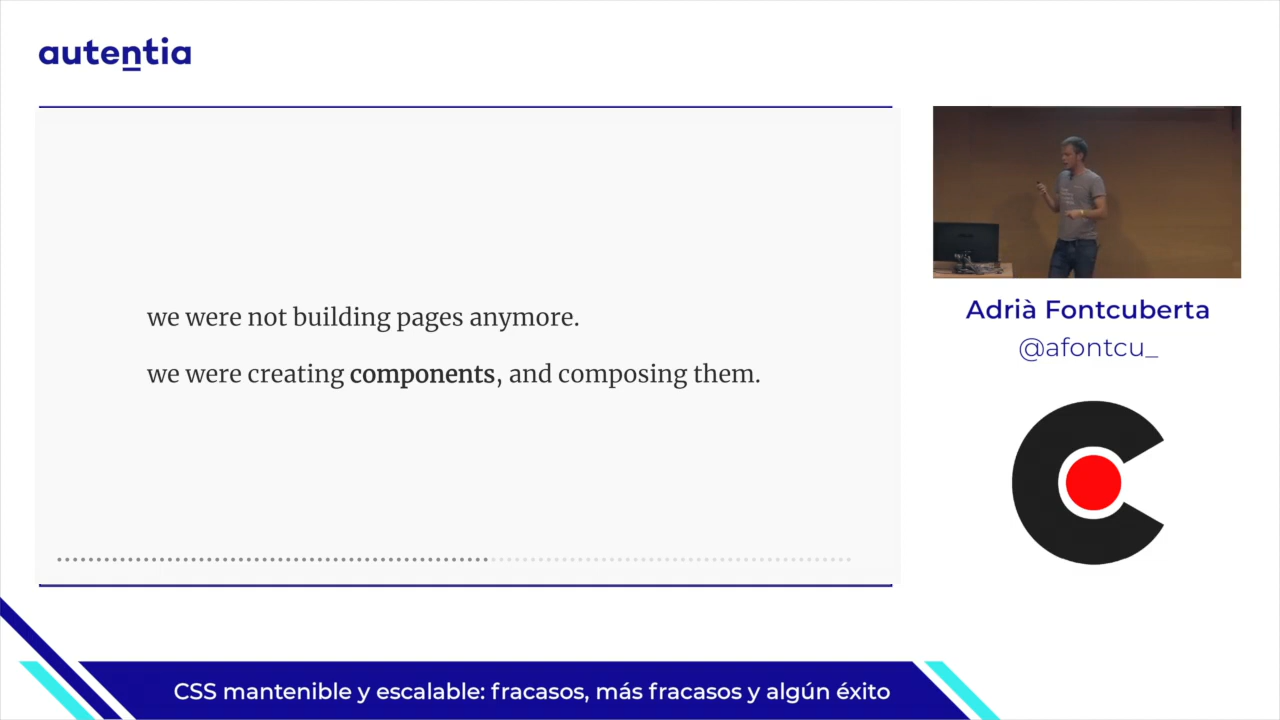 autentia
we were not building pages anymore.
we were creating components, and composing them.
Adrià Fontcuberta
@afontcu_
CSS mantenible y escalable: fracasos, más fracasos y algún éxito